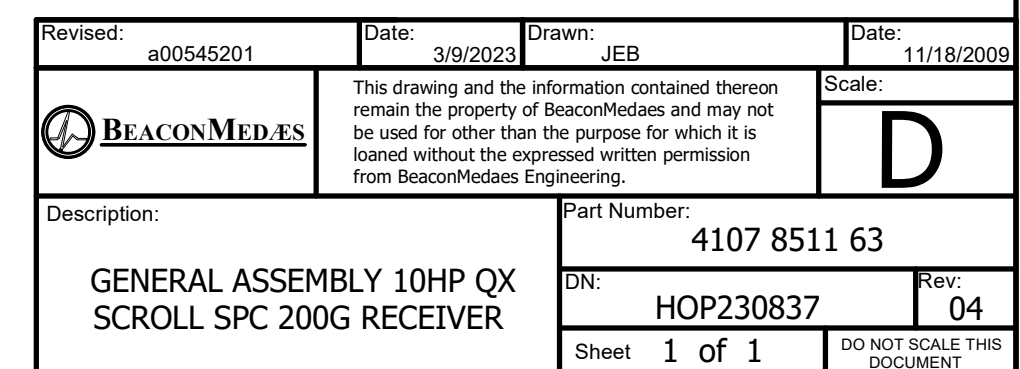 Revised:
a00545201
Date:
3/9/2023
Drawn:
JEB
Date:
11/18/2009
BEACONMEDÆS
This drawing and the information contained thereon
remain the property of BeaconMedaes and may not
be used for other than the purpose for which it is
loaned without the expressed written permission
from BeaconMedaes Engineering.
Scale:
D
Description:
GENERAL ASSEMBLY 10HP QX
SCROLL SPC 200G RECEIVER
Part Number:
4107 8511 63
DN:
HOP230837
Rev:
04
Sheet 1 of 1
DO NOT SCALE THIS
DOCUMENT